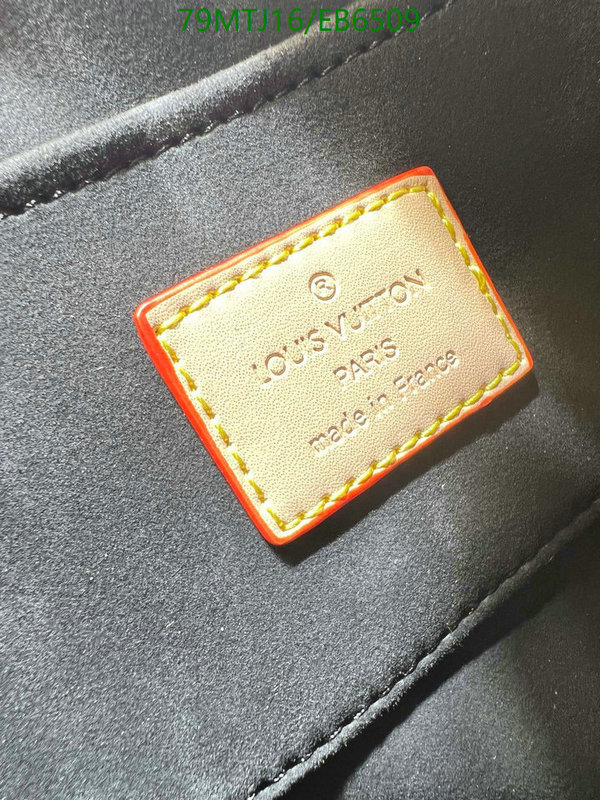 79MTJ16/EB6509
®
LOUIS VUITTON
PARIS
made in France